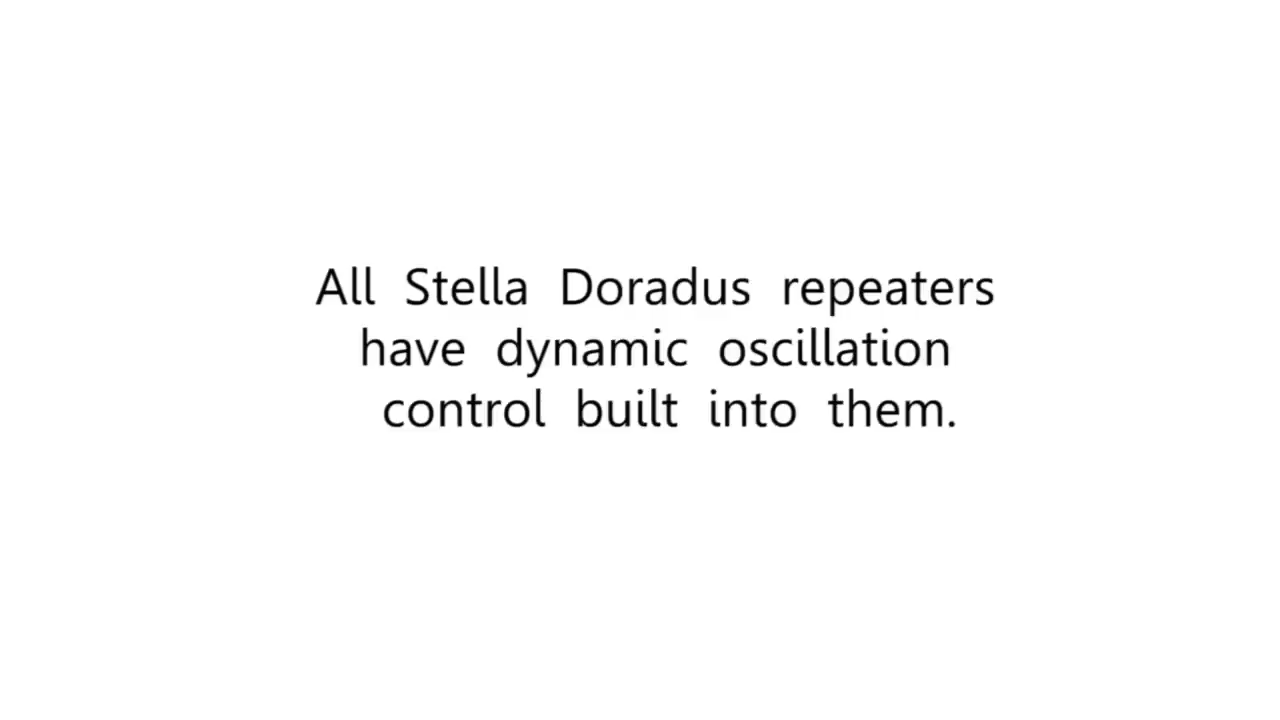 All Stella Doradus repeaters
have dynamic oscillation
control built into them.